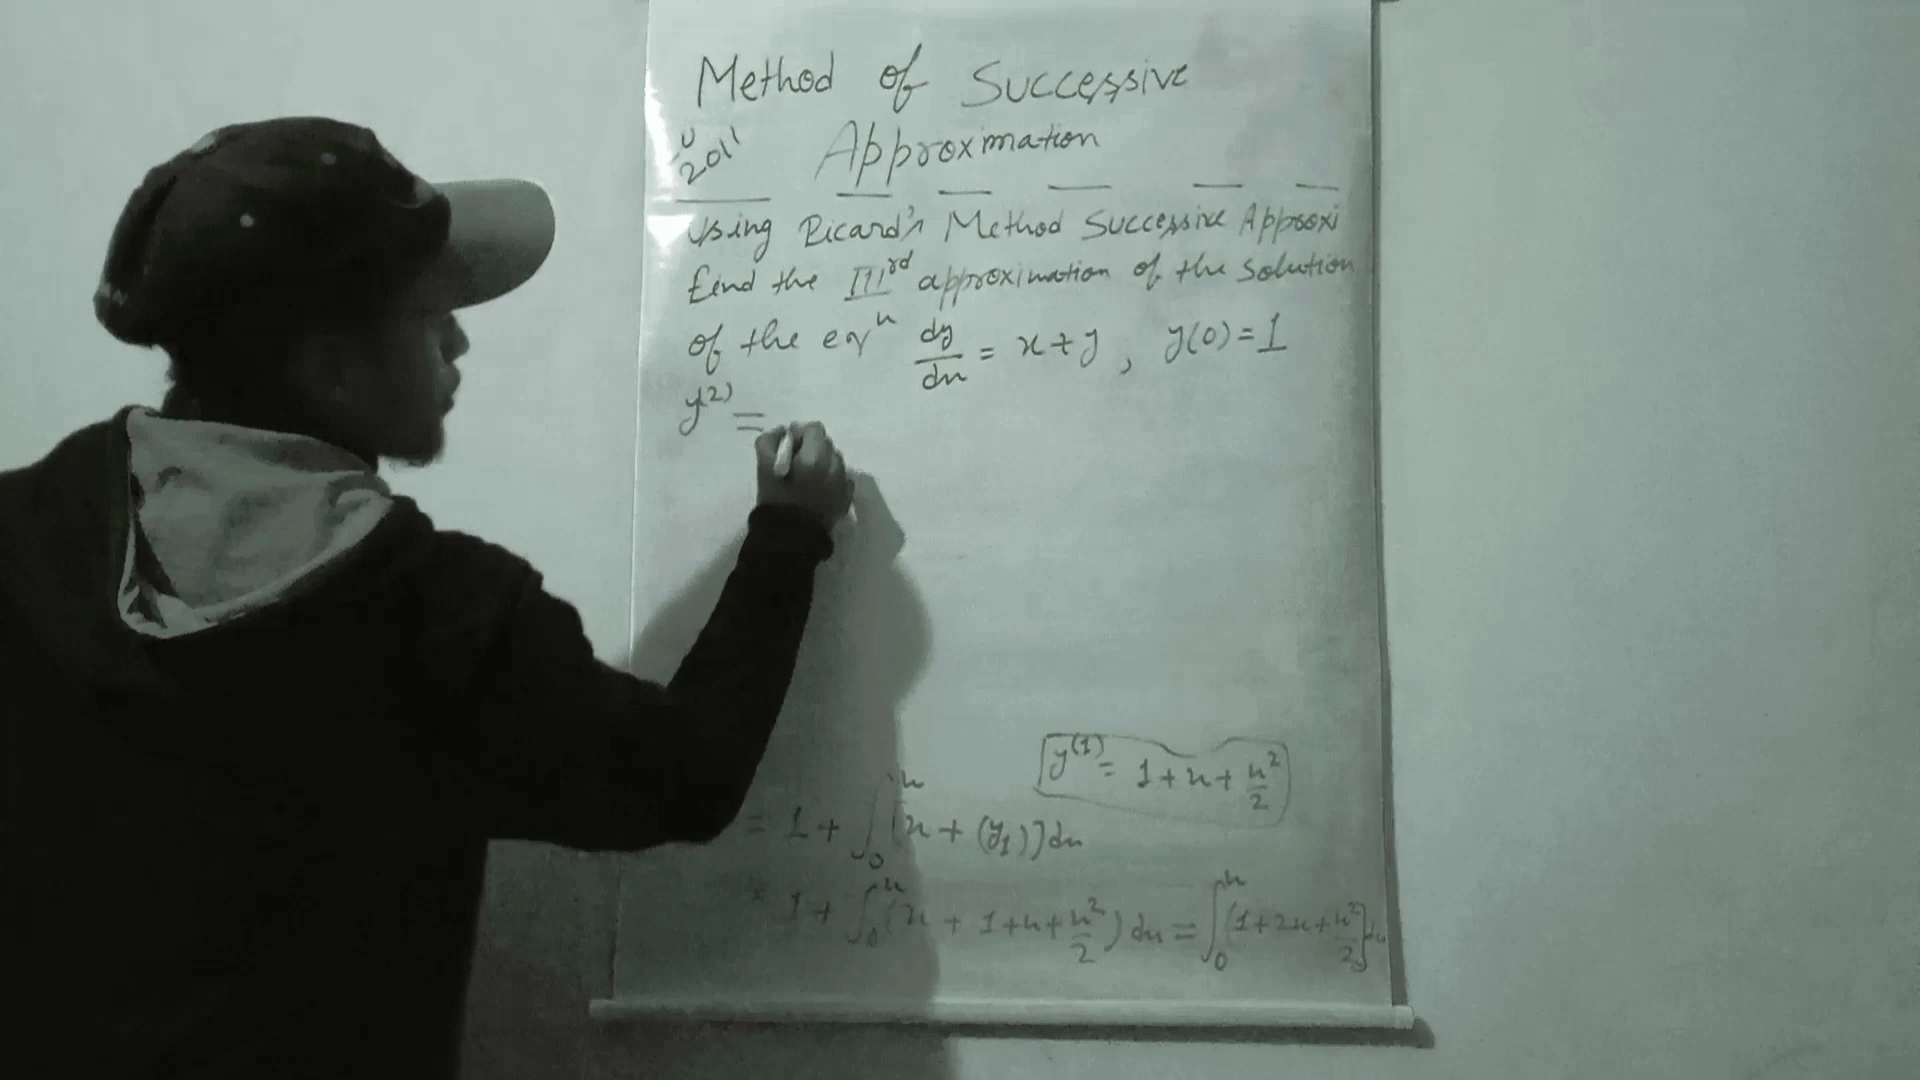 Method of Successive
U
2011
Approximation
Using Picard's Method Successive Approxi
find the IIIrd approximation of the solution
of the eqn dy/dx = x + y , y(0) = 1
y(2) =
y(1) = 1 + x + x²/2
= 1 + ∫₀ˣ [x + (y₁)] dx
= 1 + ∫₀ˣ (x + 1 + x + x²/2) dx = ∫₀ˣ (1 + 2x + x²/2] dx